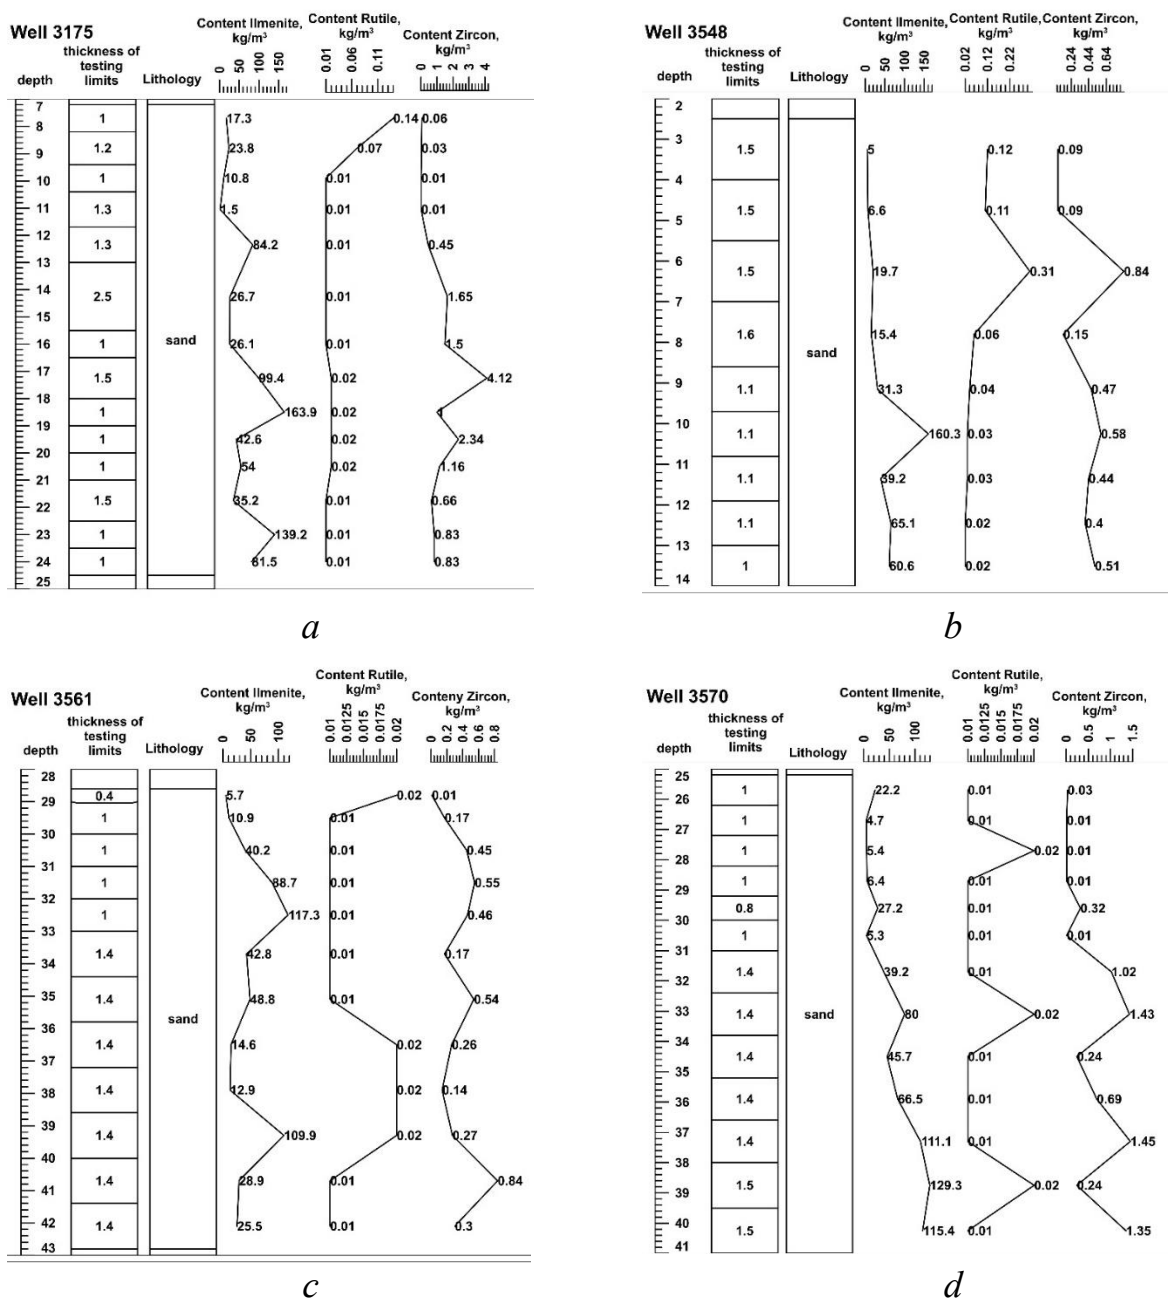 Well 3175
depth
thickness of
testing
limits
Lithology
Content Ilmenite,
kg/m³
0 50 100 150
Content Rutile,
kg/m³
0.01 0.06 0.11
Content Zircon,
kg/m³
0 1 2 3 4
7
8 1 17.3 0.14 0.06
9 1.2 23.8 0.07 0.03
10 1 10.8 0.01 0.01
11 1.3 1.5 0.01 0.01
12 1.3 84.2 0.01 0.45
13
14 2.5 26.7 0.01 1.65
15
sand
16 1 26.1 0.01 1.5
17 1.5 99.4 0.02 4.12
18
1 163.9 0.02 1
19
1 42.6 0.02 2.34
20
1 54 0.02 1.16
21
22 1.5 35.2 0.01 0.66
23 1 139.2 0.01 0.83
24 1 81.5 0.01 0.83
25
a
Well 3548
depth
thickness of
testing
limits
Lithology
Content Ilmenite,
kg/m³
0 50 100 150
Content Rutile,
kg/m³
0.02 0.12 0.22
Content Zircon,
kg/m³
0.24 0.44 0.64
2
3 1.5 5 0.12 0.09
4
5 1.5 6.6 0.11 0.09
6 1.5 19.7 0.31 0.84
7
8 1.6 15.4 0.06 0.15
sand
9 1.1 31.3 0.04 0.47
10 1.1 160.3 0.03 0.58
11 1.1 39.2 0.03 0.44
12 1.1 65.1 0.02 0.4
13
1 60.6 0.02 0.51
14
b
Well 3561
depth
thickness of
testing
limits
Lithology
Content Ilmenite,
kg/m³
0 50 100
Content Rutile,
kg/m³
0.01 0.0125 0.015 0.0175 0.02
Conteny Zircon,
kg/m³
0 0.2 0.4 0.6 0.8
28
29 0.4 5.7 0.02 0.01
1 10.9 0.01 0.17
30
1 40.2 0.01 0.45
31
1 88.7 0.01 0.55
32
1 117.3 0.01 0.46
33
34 1.4 42.8 0.01 0.17
35 1.4 48.8 0.01 0.54
sand
36
37 1.4 14.6 0.02 0.26
38 1.4 12.9 0.02 0.14
39 1.4 109.9 0.02 0.27
40
41 1.4 28.9 0.01 0.84
42 1.4 25.5 0.01 0.3
43
c
Well 3570
depth
thickness of
testing
limits
Lithology
Content Ilmenite,
kg/m³
0 50 100
Content Rutile,
kg/m³
0.01 0.0125 0.015 0.0175 0.02
Content Zircon,
kg/m³
0 0.5 1 1.5
25
26 1 22.2 0.01 0.03
27 1 4.7 0.01 0.01
28 1 5.4 0.02 0.01
29 1 6.4 0.01 0.01
0.8 27.2 0.01 0.32
30
1 5.3 0.01 0.01
31
32 1.4 39.2 0.01 1.02
33 1.4 80 0.02 1.43
sand
34
35 1.4 45.7 0.01 0.24
36 1.4 66.5 0.01 0.69
37 1.4 111.1 0.01 1.45
38
39 1.5 129.3 0.02 0.24
40 1.5 115.4 0.01 1.35
41
d